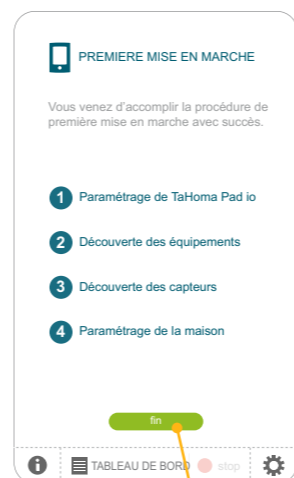 PREMIERE MISE EN MARCHE
Vous venez d'accomplir la procédure de
première mise en marche avec succès.
1 Paramétrage de TaHoma Pad io
2 Découverte des équipements
3 Découverte des capteurs
4 Paramétrage de la maison
fin
i TABLEAU DE BORD stop